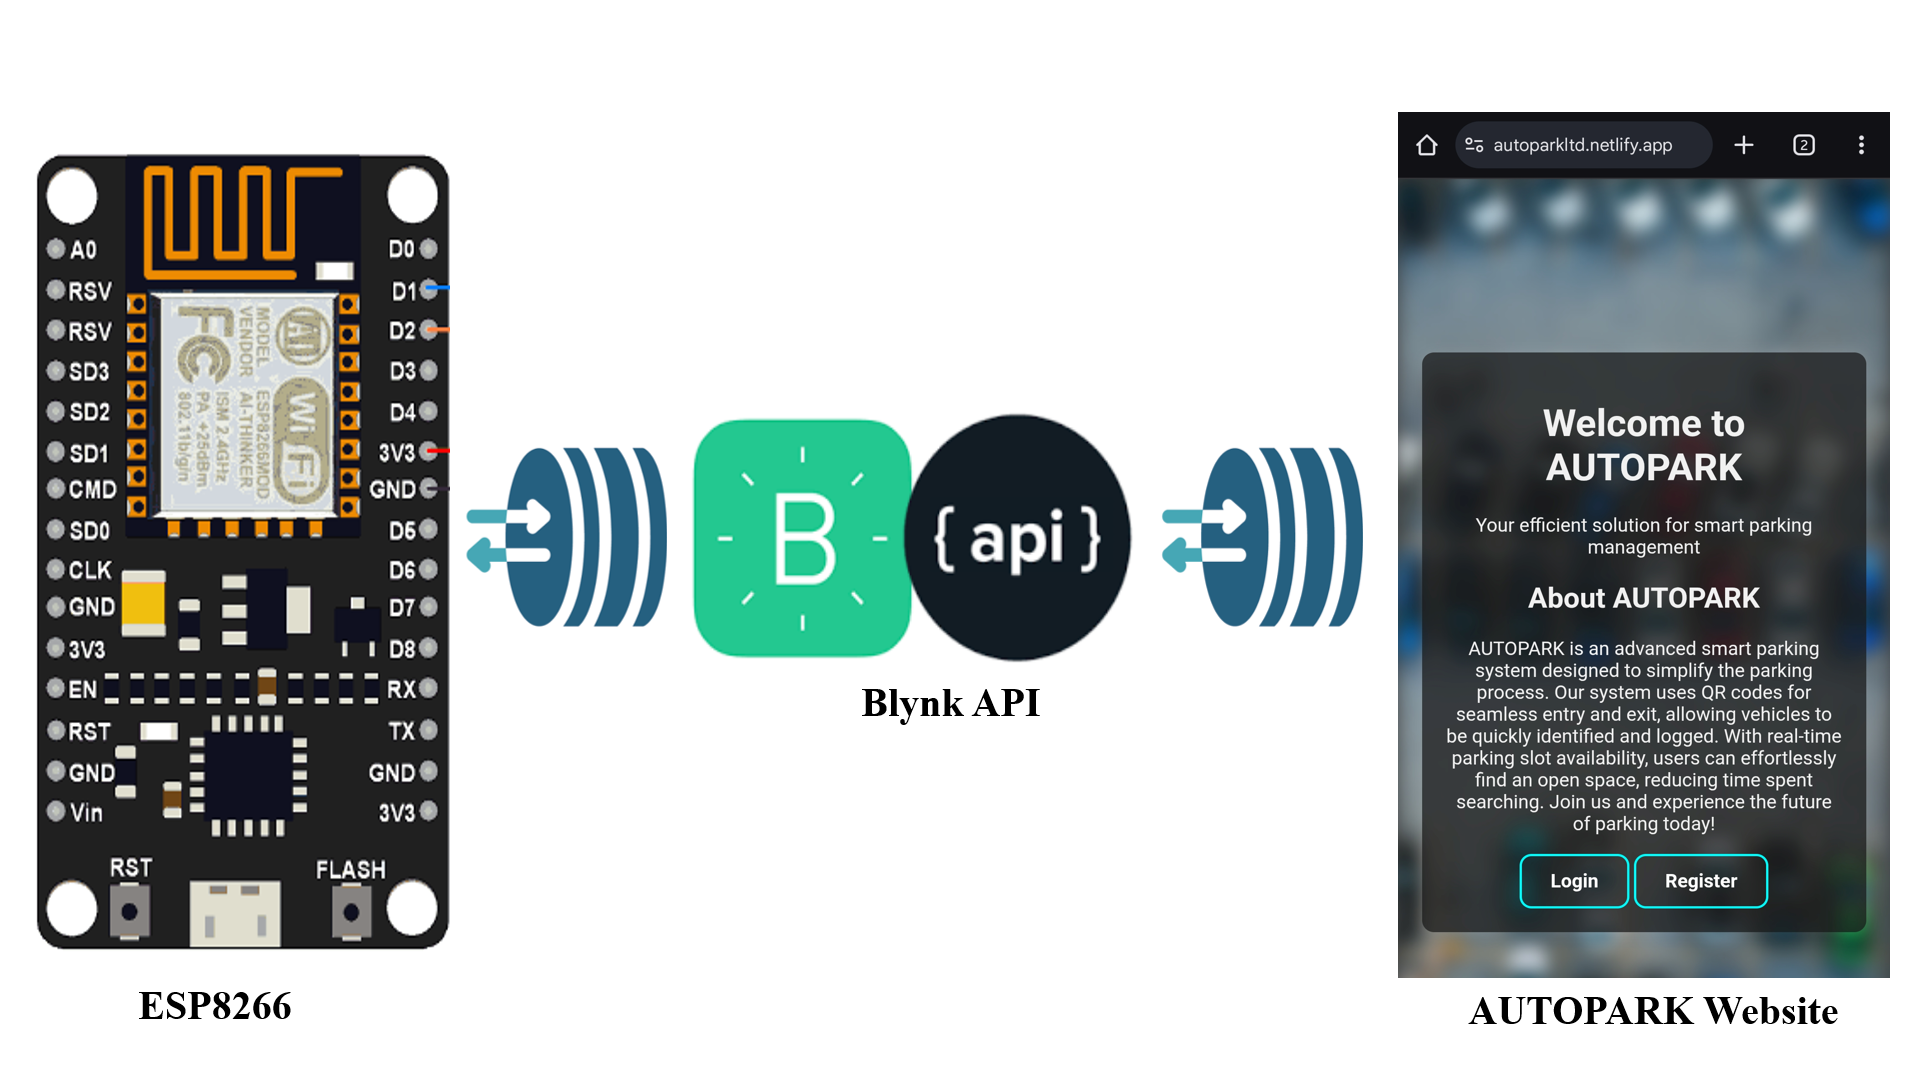 A0
RSV
RSV
SD3
SD2
SD1
CMD
SD0
CLK
GND
3V3
EN
RST
GND
Vin
D0
D1
D2
D3
D4
3V3
GND
D5
D6
D7
D8
RX
TX
GND
3V3
MODEL ESP8266MOD
VENDOR AI-THINKER
ISM 2.4GHz
PA +25dBm
802.11b/g/n
FC
AI
WiFi
RST
FLASH
ESP8266
B
{ api }
Blynk API
autoparkltd.netlify.app
2
Welcome to
AUTOPARK
Your efficient solution for smart parking
management
About AUTOPARK
AUTOPARK is an advanced smart parking
system designed to simplify the parking
process. Our system uses QR codes for
seamless entry and exit, allowing vehicles to
be quickly identified and logged. With real-time
parking slot availability, users can effortlessly
find an open space, reducing time spent
searching. Join us and experience the future
of parking today!
Login
Register
AUTOPARK Website